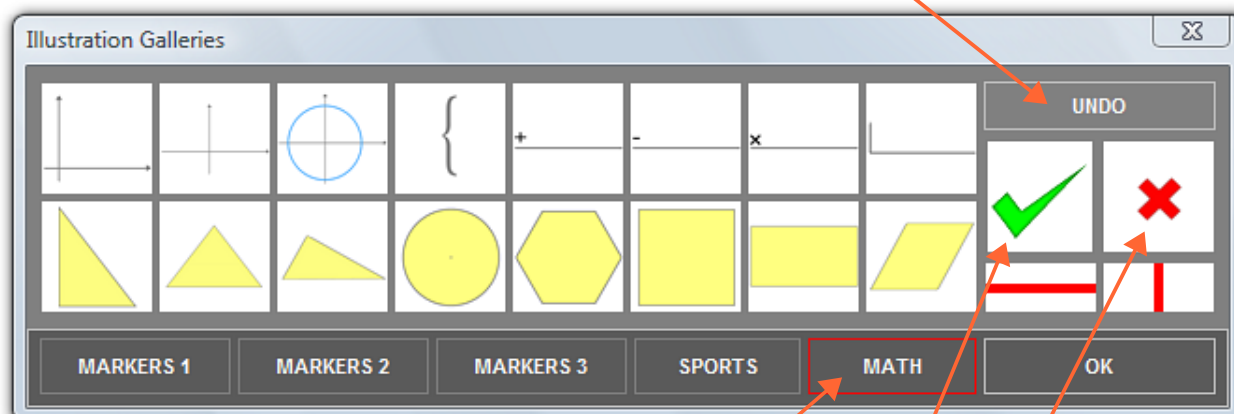 Illustration Galleries
UNDO
+ - ×
MARKERS 1 MARKERS 2 MARKERS 3 SPORTS MATH OK